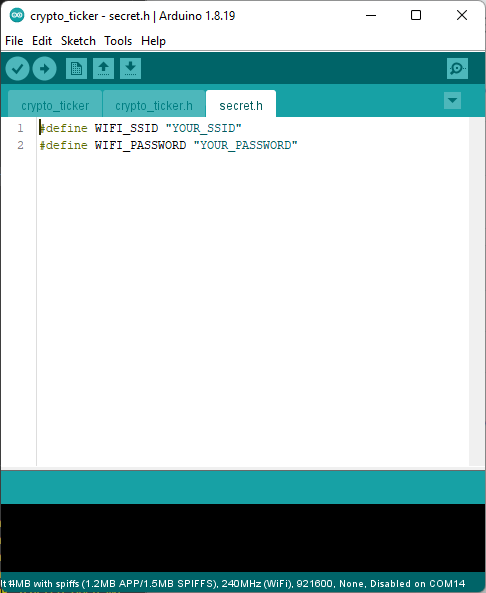 crypto_ticker - secret.h | Arduino 1.8.19
File Edit Sketch Tools Help
crypto_ticker crypto_ticker.h secret.h
1 #define WIFI_SSID "YOUR_SSID"
2 #define WIFI_PASSWORD "YOUR_PASSWORD"
with spiffs (1.2MB APP/1.5MB SPIFFS), 240MHz (WiFi), 921600, None, Disabled on COM14